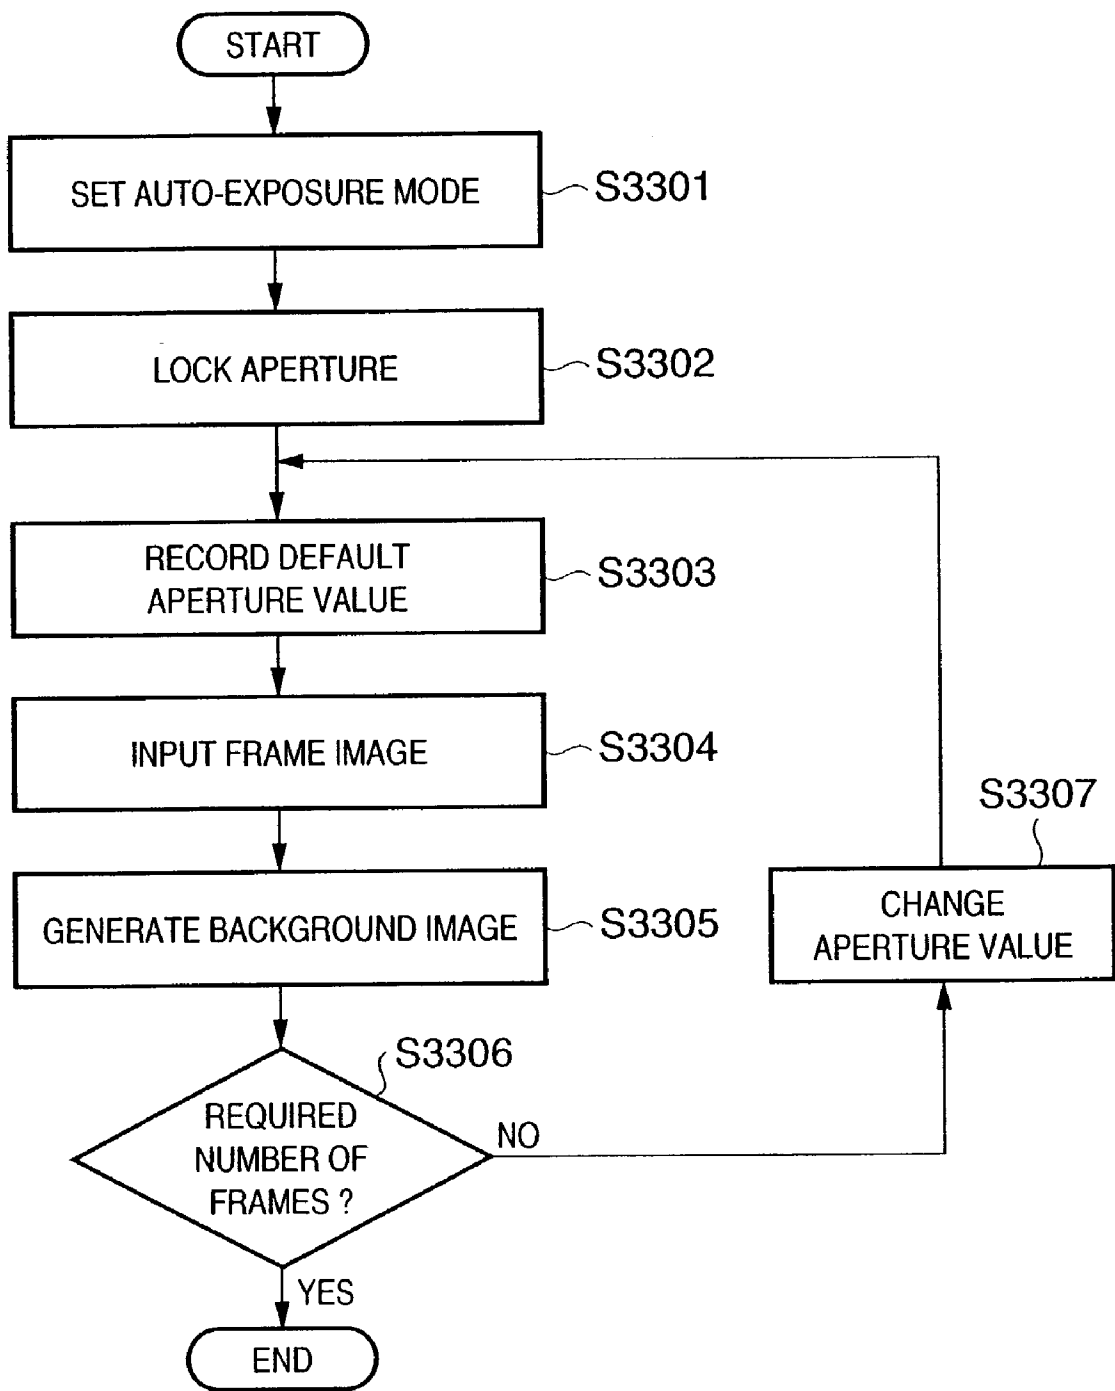 START
SET AUTO-EXPOSURE MODE
S3301
LOCK APERTURE
S3302
RECORD DEFAULT
APERTURE VALUE
S3303
INPUT FRAME IMAGE
S3304
GENERATE BACKGROUND IMAGE
S3305
S3306
REQUIRED
NUMBER OF
FRAMES ?
NO
S3307
CHANGE
APERTURE VALUE
YES
END